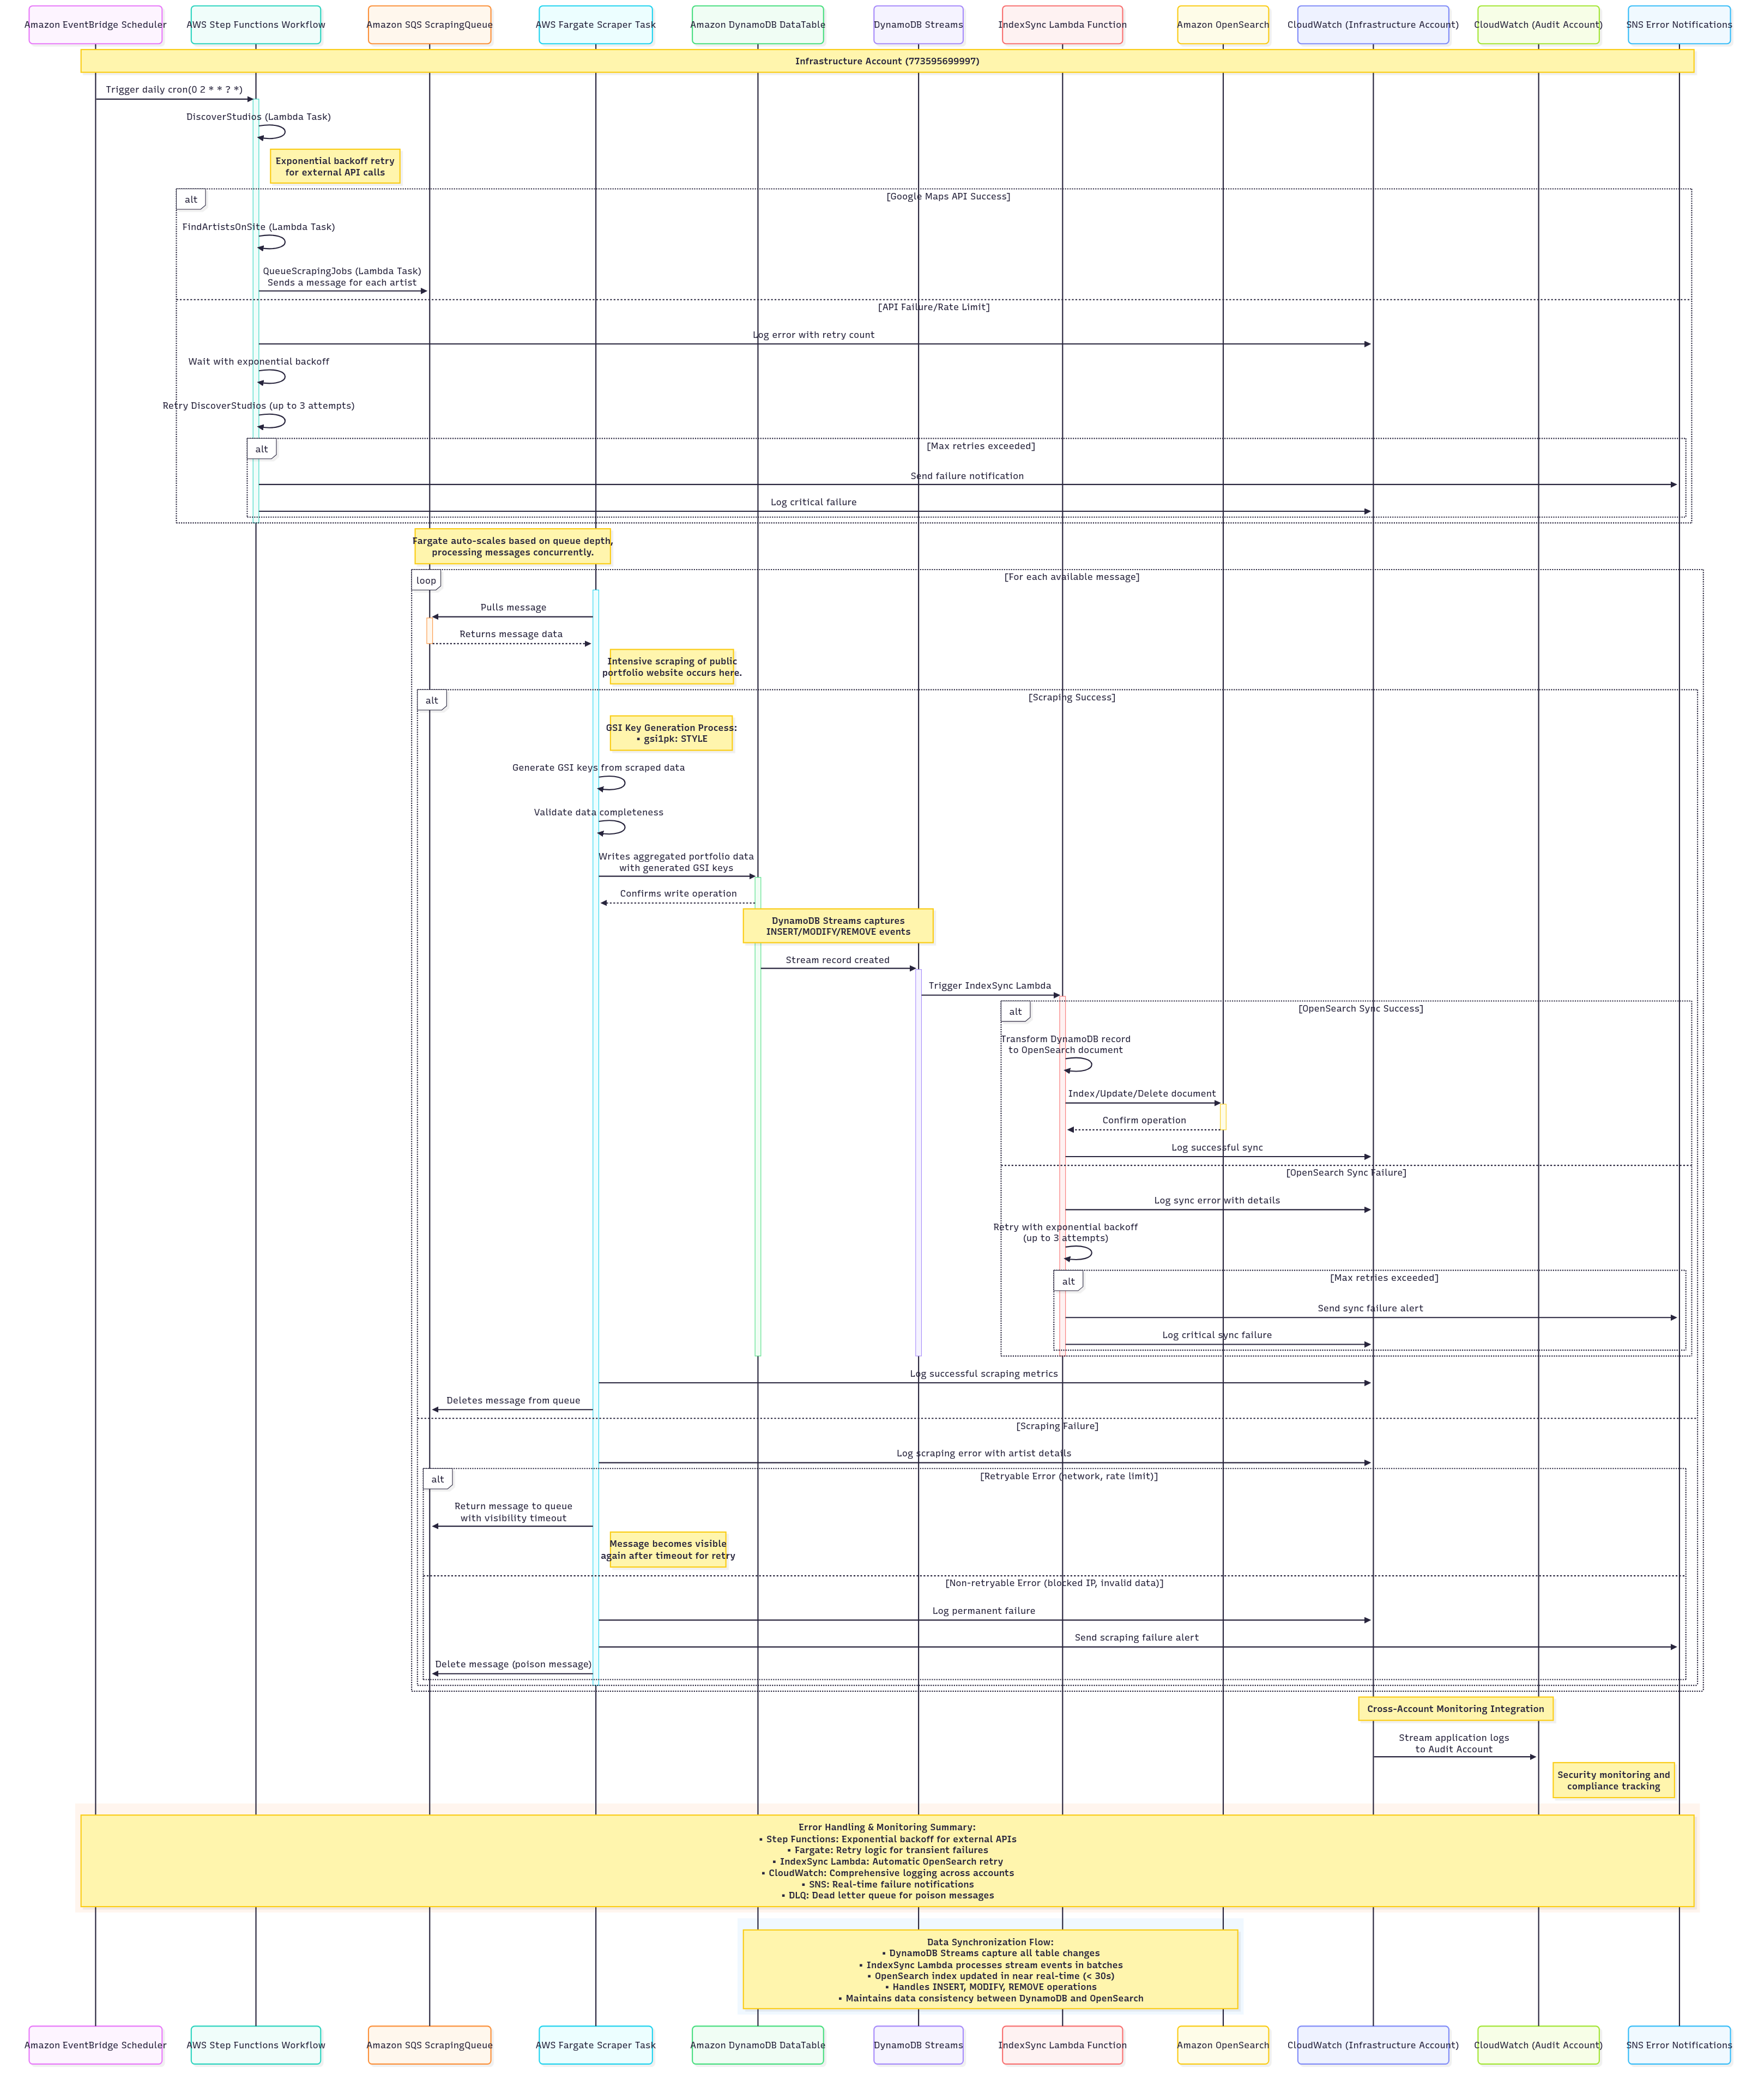 Amazon EventBridge Scheduler
AWS Step Functions Workflow
Amazon SQS ScrapingQueue
AWS Fargate Scraper Task
Amazon DynamoDB DataTable
DynamoDB Streams
IndexSync Lambda Function
Amazon OpenSearch
CloudWatch (Infrastructure Account)
CloudWatch (Audit Account)
SNS Error Notifications
Infrastructure Account (773595699997)
Trigger daily cron(0 2 * * ? *)
DiscoverStudios (Lambda Task)
Exponential backoff retry
for external API calls
alt
[Google Maps API Success]
FindArtistsOnSite (Lambda Task)
QueueScrapingJobs (Lambda Task)
Sends a message for each artist
[API Failure/Rate Limit]
Log error with retry count
Wait with exponential backoff
Retry DiscoverStudios (up to 3 attempts)
alt
[Max retries exceeded]
Send failure notification
Log critical failure
Fargate auto-scales based on queue depth,
processing messages concurrently.
loop
[For each available message]
Pulls message
Returns message data
Intensive scraping of public
portfolio website occurs here.
alt
[Scraping Success]
GSI Key Generation Process:
• gsi1pk: STYLE
Generate GSI keys from scraped data
Validate data completeness
Writes aggregated portfolio data
with generated GSI keys
Confirms write operation
DynamoDB Streams captures
INSERT/MODIFY/REMOVE events
Stream record created
Trigger IndexSync Lambda
alt
[OpenSearch Sync Success]
Transform DynamoDB record
to OpenSearch document
Index/Update/Delete document
Confirm operation
Log successful sync
[OpenSearch Sync Failure]
Log sync error with details
Retry with exponential backoff
(up to 3 attempts)
alt
[Max retries exceeded]
Send sync failure alert
Log critical sync failure
Log successful scraping metrics
Deletes message from queue
[Scraping Failure]
Log scraping error with artist details
alt
[Retryable Error (network, rate limit)]
Return message to queue
with visibility timeout
Message becomes visible
again after timeout for retry
[Non-retryable Error (blocked IP, invalid data)]
Log permanent failure
Send scraping failure alert
Delete message (poison message)
Cross-Account Monitoring Integration
Stream application logs
to Audit Account
Security monitoring and
compliance tracking
Error Handling & Monitoring Summary:
• Step Functions: Exponential backoff for external APIs
• Fargate: Retry logic for transient failures
• IndexSync Lambda: Automatic OpenSearch retry
• CloudWatch: Comprehensive logging across accounts
• SNS: Real-time failure notifications
• DLQ: Dead letter queue for poison messages
Data Synchronization Flow:
• DynamoDB Streams capture all table changes
• IndexSync Lambda processes stream events in batches
• OpenSearch index updated in near real-time (< 30s)
• Handles INSERT, MODIFY, REMOVE operations
• Maintains data consistency between DynamoDB and OpenSearch
Amazon EventBridge Scheduler
AWS Step Functions Workflow
Amazon SQS ScrapingQueue
AWS Fargate Scraper Task
Amazon DynamoDB DataTable
DynamoDB Streams
IndexSync Lambda Function
Amazon OpenSearch
CloudWatch (Infrastructure Account)
CloudWatch (Audit Account)
SNS Error Notifications